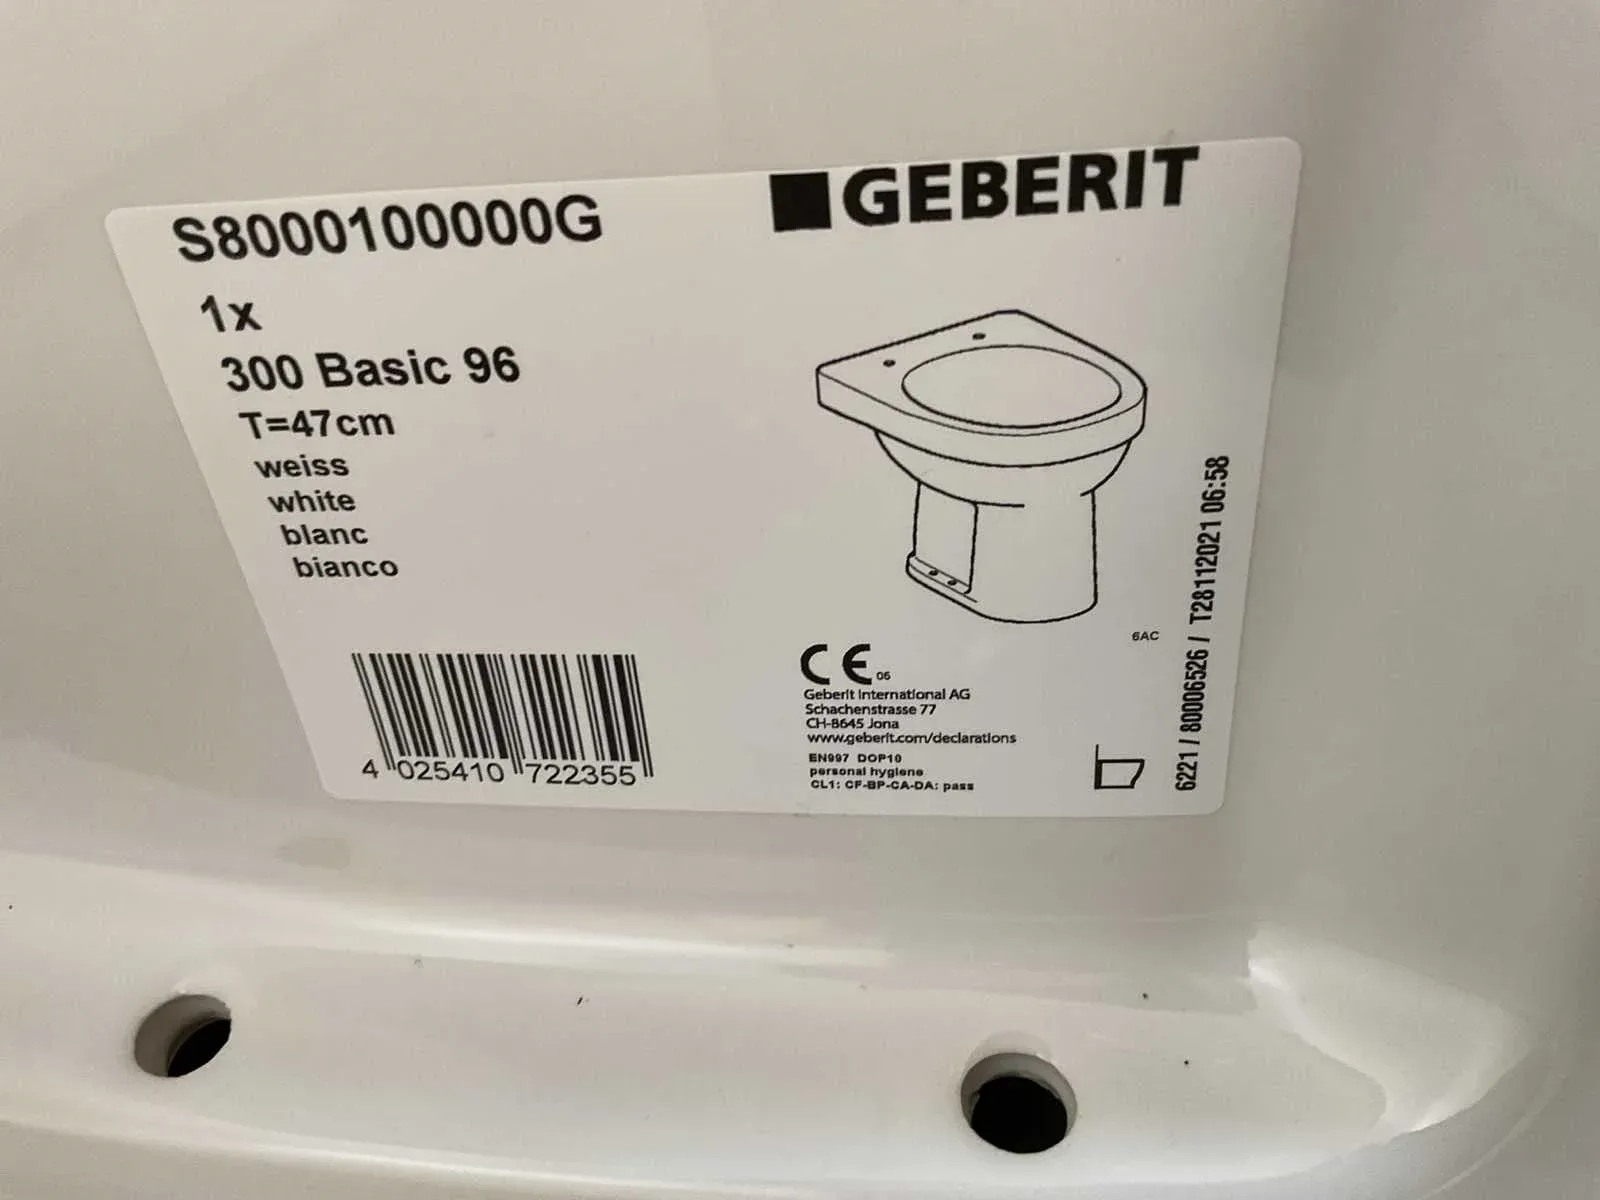 S8000100000G
GEBERIT
1x
300 Basic 96
T=47cm
weiss
white
blanc
bianco
4 025410 722355
6AC
CE 06
Geberit International AG
Schachenstrasse 77
CH-8645 Jona
www.geberit.com/declarations
EN997 DOP10
personal hygiene
CL1: CF-BP-CA-DA: pass
6221 / 80006526 / T28112021 06:58